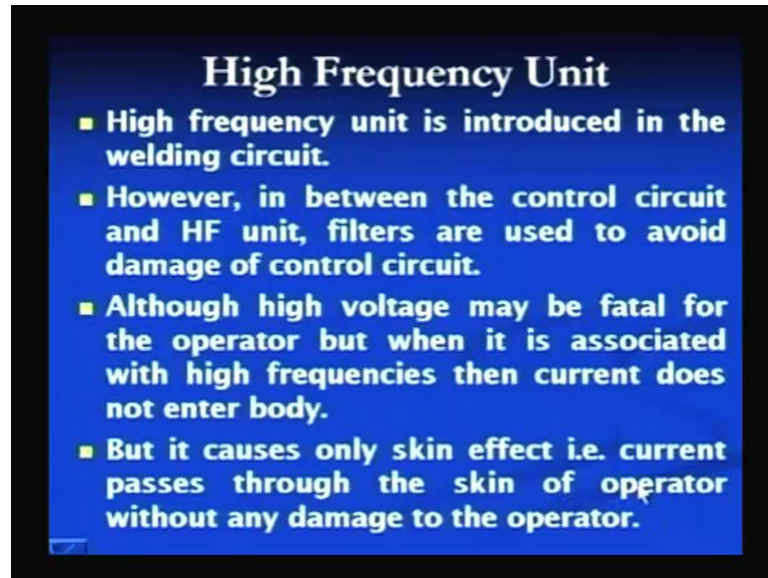 High Frequency Unit
High frequency unit is introduced in the
welding circuit.
However, in between the control circuit
and HF unit, filters are used to avoid
damage of control circuit.
Although high voltage may be fatal for
the operator but when it is associated
with high frequencies then current does
not enter body.
But it causes only skin effect i.e. current
passes through the skin of operator
without any damage to the operator.